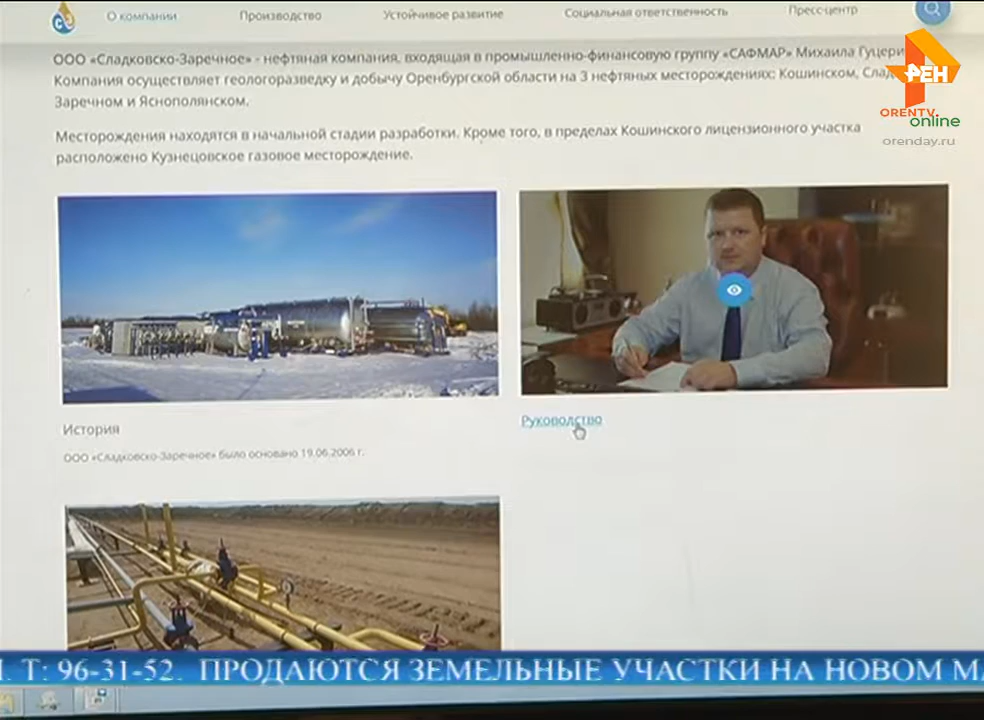 О компании Производство Устойчивое развитие Социальная ответственность Пресс-центр
ООО «Сладковско-Заречное» - нефтяная компания, входящая в промышленно-финансовую группу «САФМАР» Михаила Гуцери
Компания осуществляет геологоразведку и добычу Оренбургской области на 3 нефтяных месторождениях: Кошинском, Слад
Заречном и Яснополянском.
РЕН
ORENTV
online
orenday.ru
Месторождения находятся в начальной стадии разработки. Кроме того, в пределах Кошинского лицензионного участка
расположено Кузнецовское газовое месторождение.
История
Руководство
ООО «Сладковско-Заречное» было основано 19.06.2006 г.
Т: 96-31-52. ПРОДАЮТСЯ ЗЕМЕЛЬНЫЕ УЧАСТКИ НА НОВОМ